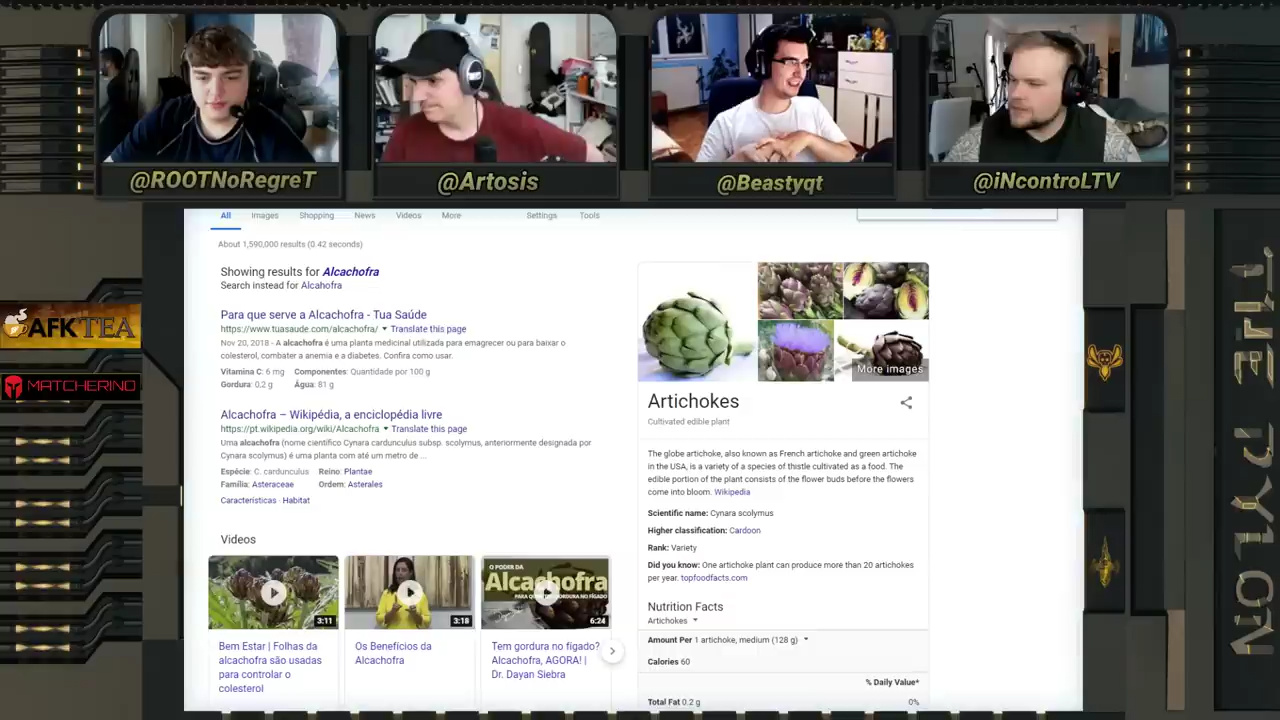 @ROOTNoRegreT
@Artosis
@Beastyqt
@iNcontroLTV
AFKTEA
MATCHERINO
All Images Shopping News Videos More Settings Tools
About 1,590,000 results (0.42 seconds)
Showing results for Alcachofra
Search instead for Alcahofra
Para que serve a Alcachofra - Tua Saúde
https://www.tuasaude.com/alcachofra/ Translate this page
Nov 20, 2018 - A alcachofra é uma planta medicinal utilizada para emagrecer ou para baixar o
colesterol, combater a anemia e a diabetes. Confira como usar.
Vitamina C: 6 mg Componentes: Quantidade por 100 g
Gordura: 0,2 g Água: 81 g
Alcachofra – Wikipédia, a enciclopédia livre
https://pt.wikipedia.org/wiki/Alcachofra Translate this page
Uma alcachofra (nome científico Cynara cardunculus subsp. scolymus, anteriormente designada por
Cynara scolymus) é uma planta com até um metro de ...
Espécie: C. cardunculus Reino: Plantae
Família: Asteraceae Ordem: Asterales
Características · Habitat
Videos
3:11
3:18
O PODER DA
Alcachofra
6:24
Bem Estar | Folhas da
alcachofra são usadas
para controlar o
colesterol
Os Benefícios da
Alcachofra
Tem gordura no fígado?
Alcachofra, AGORA! |
Dr. Dayan Siebra
More images
Artichokes
Cultivated edible plant
The globe artichoke, also known as French artichoke and green artichoke
in the USA, is a variety of a species of thistle cultivated as a food. The
edible portion of the plant consists of the flower buds before the flowers
come into bloom. Wikipedia
Scientific name: Cynara scolymus
Higher classification: Cardoon
Rank: Variety
Did you know: One artichoke plant can produce more than 20 artichokes
per year. topfoodfacts.com
Nutrition Facts
Artichokes
Amount Per 1 artichoke, medium (128 g)
Calories 60
% Daily Value*
Total Fat 0.2 g 0%